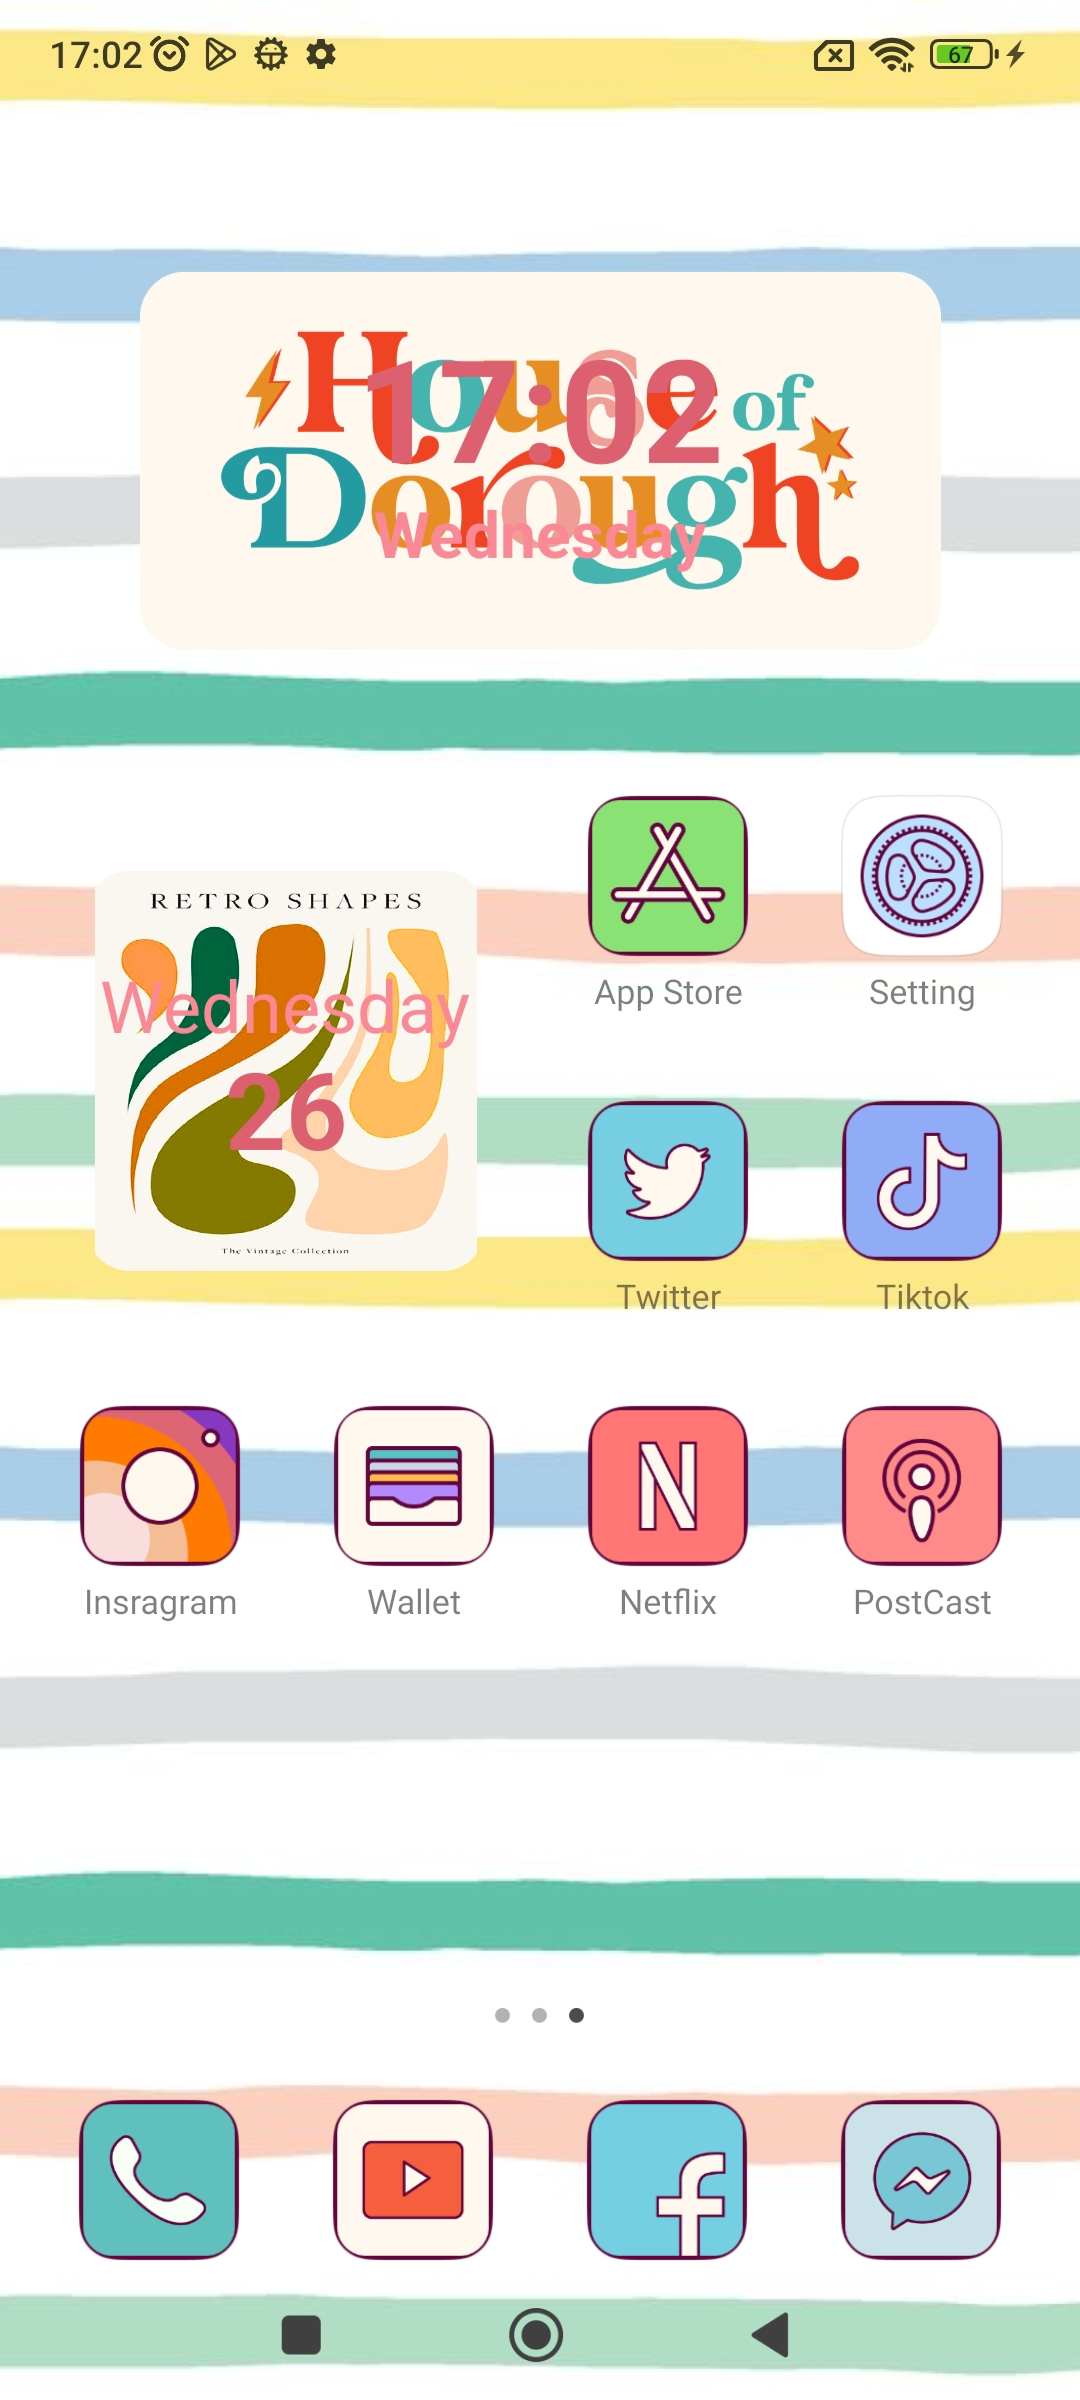 17:02
67
House of
Dorough
17:02
Wednesday
RETRO SHAPES
Wednesday
26
The Vintage Collection
App Store
Setting
Twitter
Tiktok
Insragram
Wallet
N
Netflix
PostCast